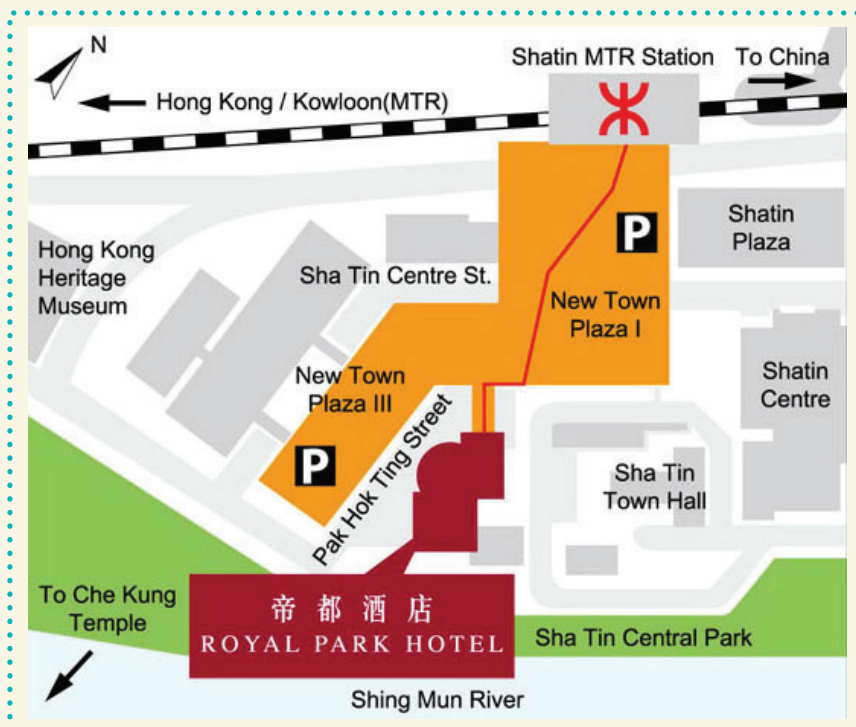 N
Shatin MTR Station
To China
Hong Kong / Kowloon(MTR)
Shatin
Plaza
P
Hong Kong
Heritage
Museum
Sha Tin Centre St.
New Town
Plaza I
New Town
Plaza III
Shatin
Centre
P
Pak Hok Ting Street
Sha Tin
Town Hall
To Che Kung
Temple
帝都酒店
ROYAL PARK HOTEL
Sha Tin Central Park
Shing Mun River